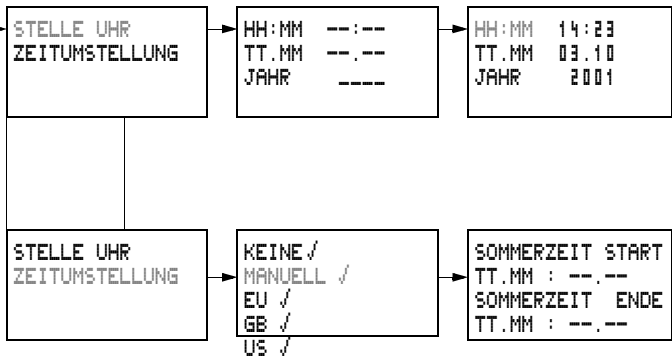 STELLE UHR
ZEITUMSTELLUNG
HH:MM --:--
TT.MM --.--
JAHR ____
HH:MM 14:23
TT.MM 03.10
JAHR 2001
STELLE UHR
ZEITUMSTELLUNG
KEINE√
MANUELL √
EU √
GB √
US √
SOMMERZEIT START
TT.MM : --.--
SOMMERZEIT ENDE
TT.MM : --.--